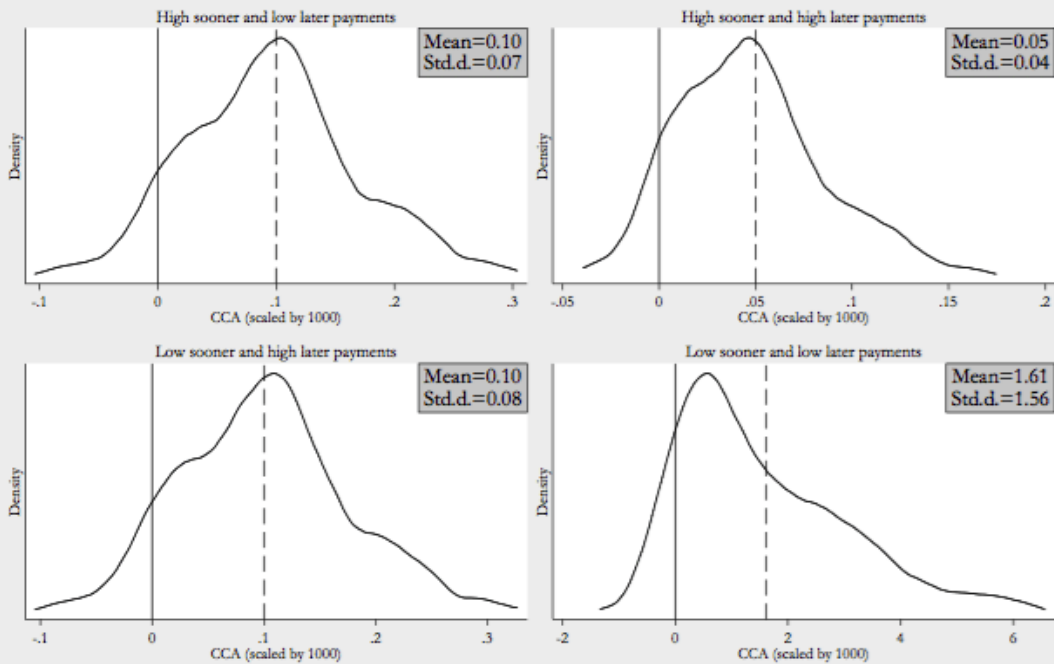 High sooner and low later payments
Mean=0.10
Std.d.=0.07
Density
-.1 0 .1 .2 .3
CCA (scaled by 1000)
High sooner and high later payments
Mean=0.05
Std.d.=0.04
Density
-.05 0 .05 .1 .15 .2
CCA (scaled by 1000)
Low sooner and high later payments
Mean=0.10
Std.d.=0.08
Density
-.1 0 .1 .2 .3
CCA (scaled by 1000)
Low sooner and low later payments
Mean=1.61
Std.d.=1.56
Density
-2 0 2 4 6
CCA (scaled by 1000)